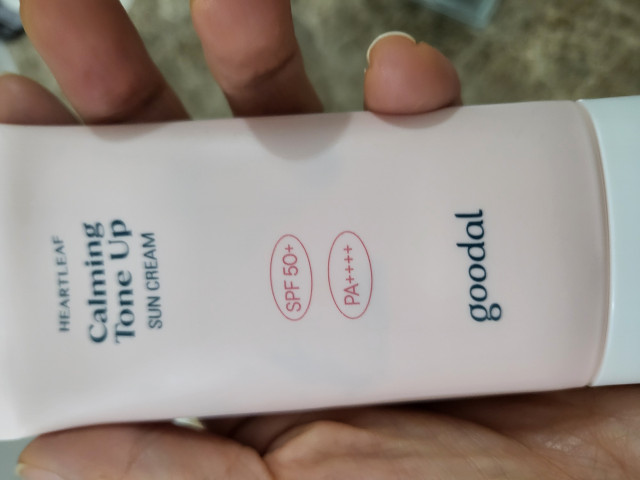 HEARTLEAF
Calming
Tone Up
SUN CREAM
SPF 50+
PA++++
goodal